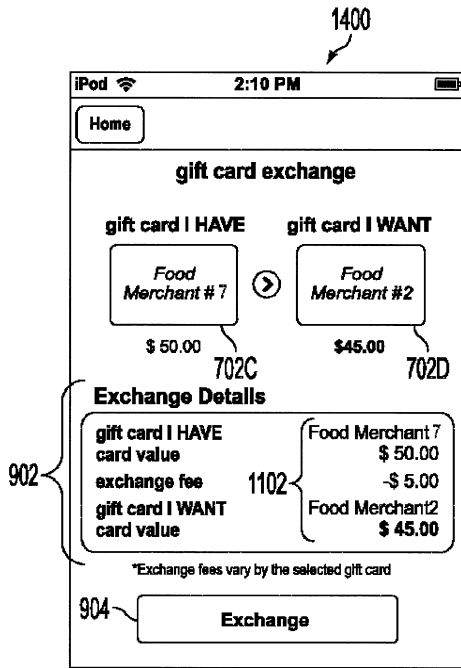 1400
iPod 2:10 PM
Home
gift card exchange
gift card I HAVE gift card I WANT
Food Merchant # 7
Food Merchant #2
$ 50.00 $45.00
702C 702D
Exchange Details
902
gift card I HAVE Food Merchant 7
card value $ 50.00
exchange fee 1102 -$ 5.00
gift card I WANT Food Merchant2
card value $ 45.00
*Exchange fees vary by the selected gift card
904
Exchange